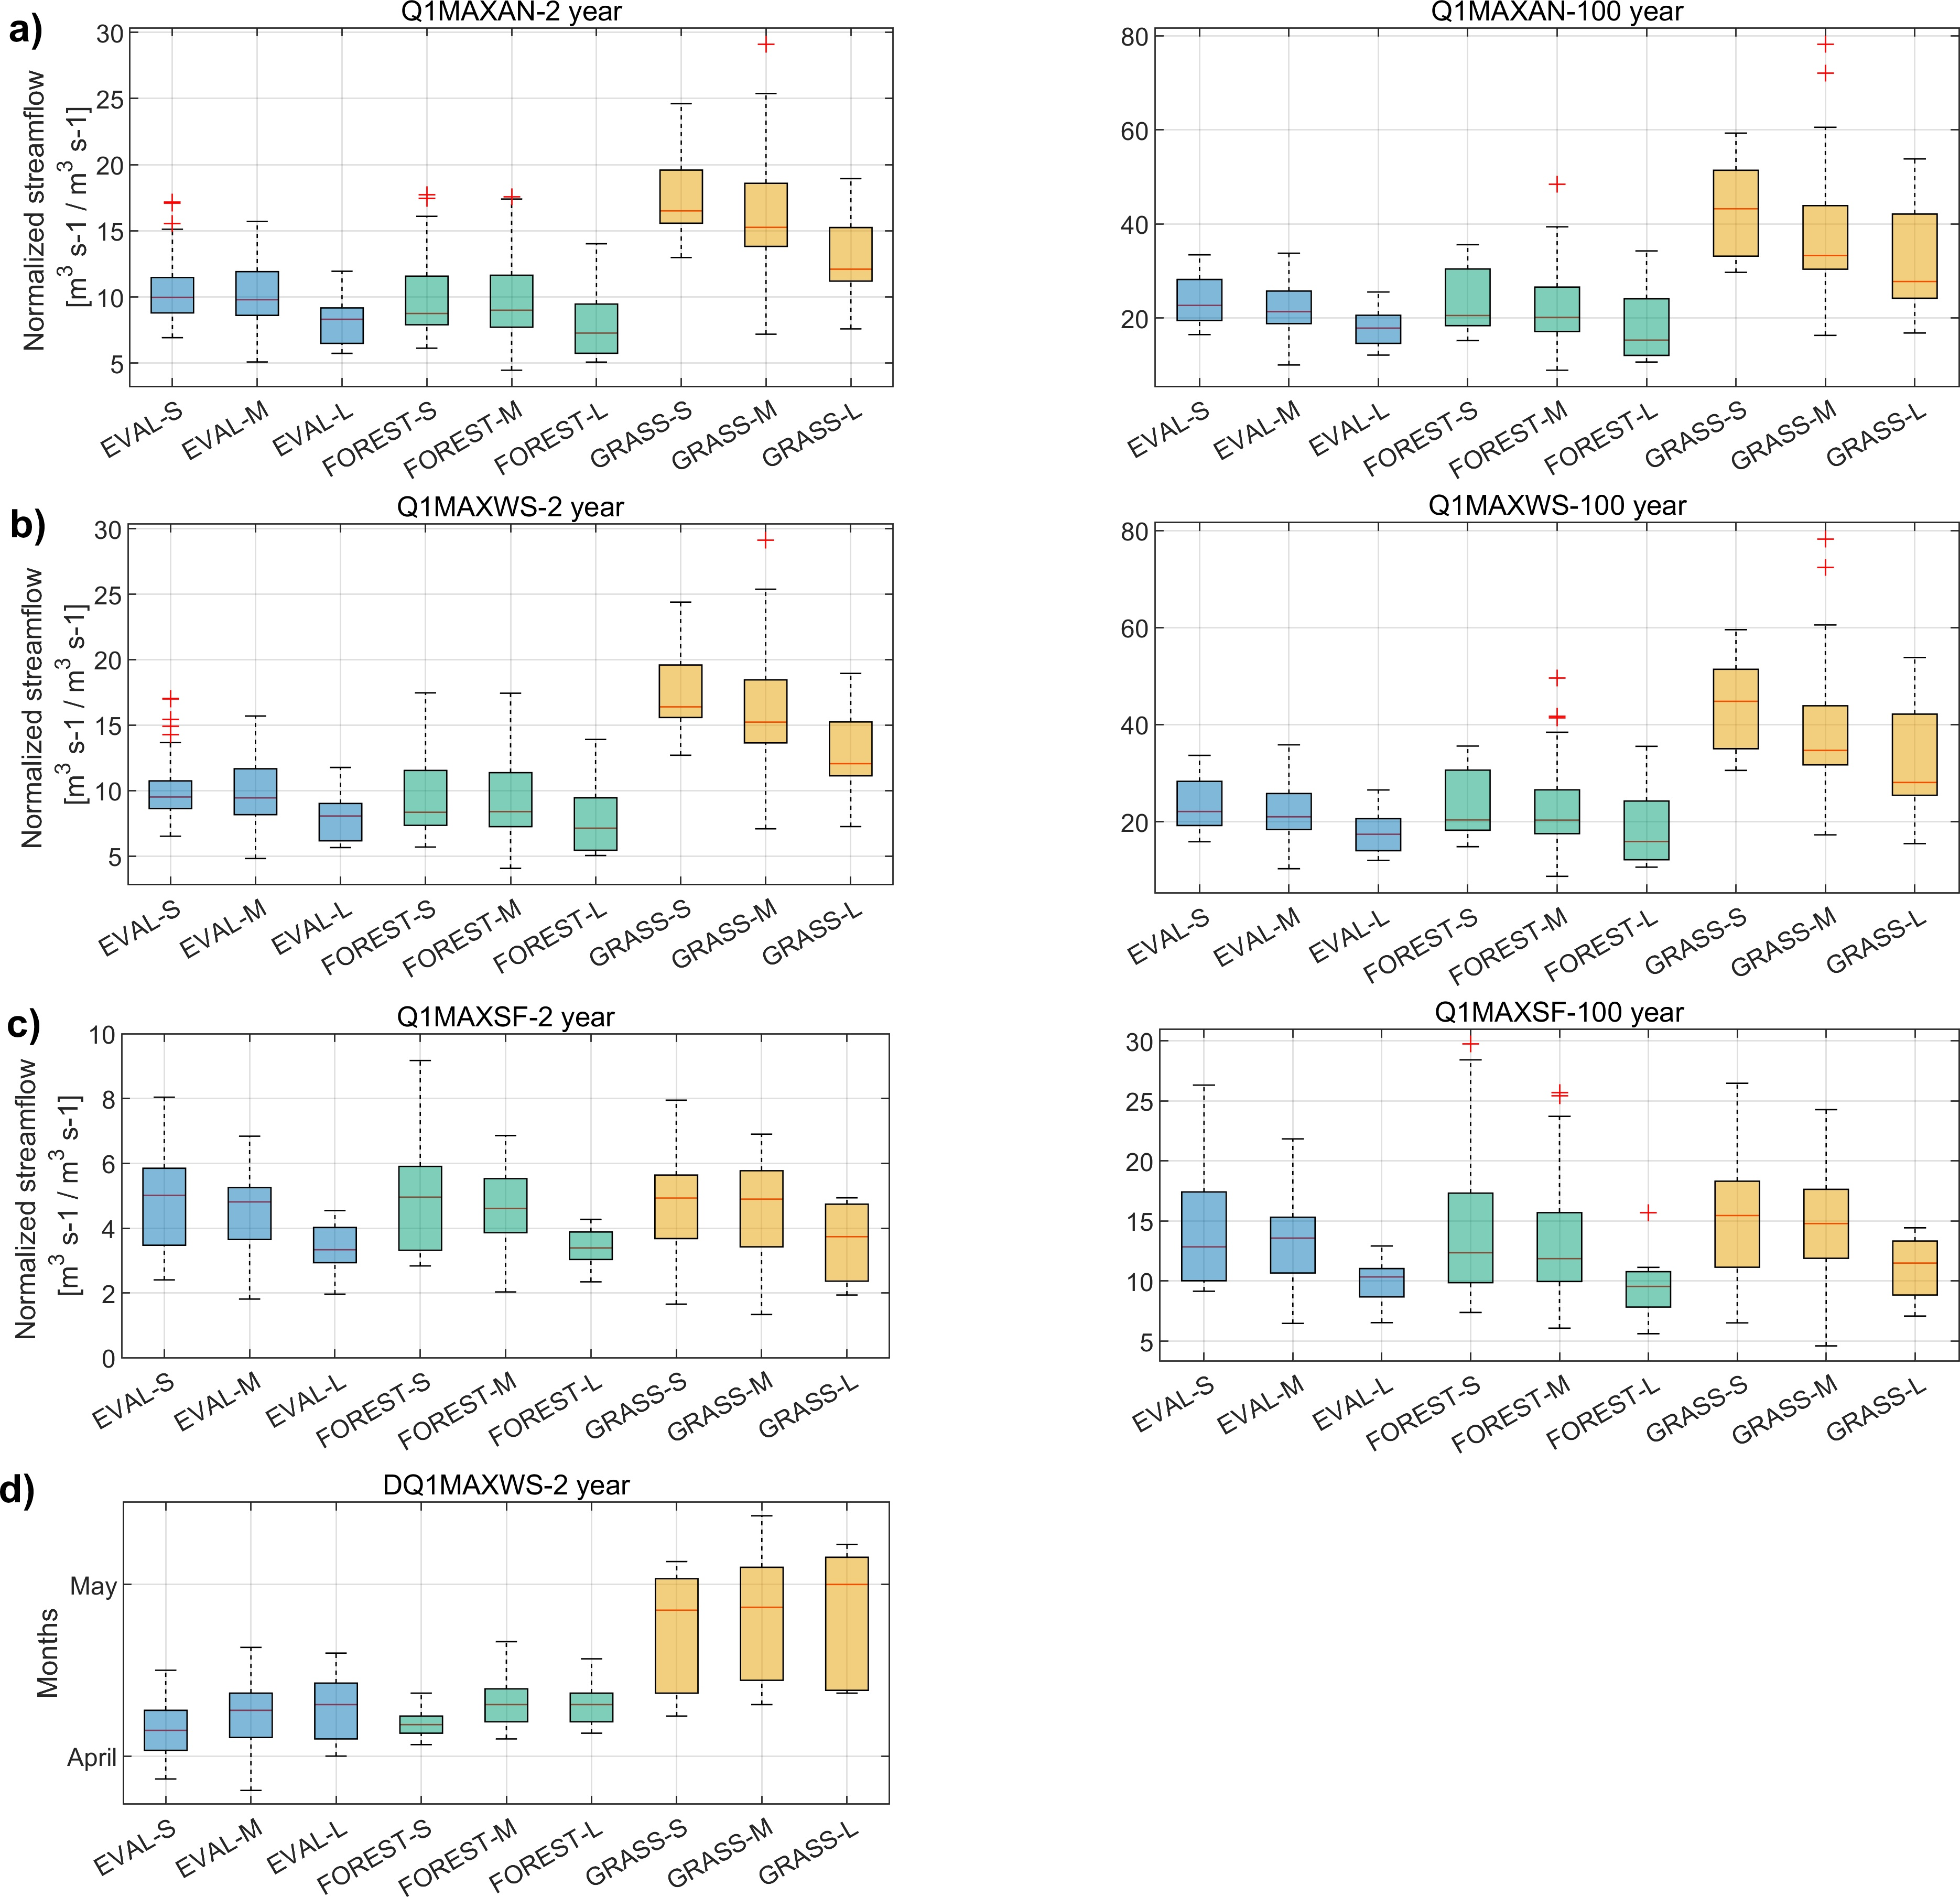 a)
Q1MAXAN-2 year
Normalized streamflow
[m³ s-1 / m³ s-1]
30
25
20
15
10
5
EVAL-S
EVAL-M
EVAL-L
FOREST-S
FOREST-M
FOREST-L
GRASS-S
GRASS-M
GRASS-L
Q1MAXAN-100 year
80
60
40
20
EVAL-S
EVAL-M
EVAL-L
FOREST-S
FOREST-M
FOREST-L
GRASS-S
GRASS-M
GRASS-L
b)
Q1MAXWS-2 year
Normalized streamflow
[m³ s-1 / m³ s-1]
30
25
20
15
10
5
EVAL-S
EVAL-M
EVAL-L
FOREST-S
FOREST-M
FOREST-L
GRASS-S
GRASS-M
GRASS-L
Q1MAXWS-100 year
80
60
40
20
EVAL-S
EVAL-M
EVAL-L
FOREST-S
FOREST-M
FOREST-L
GRASS-S
GRASS-M
GRASS-L
c)
Q1MAXSF-2 year
Normalized streamflow
[m³ s-1 / m³ s-1]
10
8
6
4
2
0
EVAL-S
EVAL-M
EVAL-L
FOREST-S
FOREST-M
FOREST-L
GRASS-S
GRASS-M
GRASS-L
Q1MAXSF-100 year
30
25
20
15
10
5
EVAL-S
EVAL-M
EVAL-L
FOREST-S
FOREST-M
FOREST-L
GRASS-S
GRASS-M
GRASS-L
d)
DQ1MAXWS-2 year
Months
May
April
EVAL-S
EVAL-M
EVAL-L
FOREST-S
FOREST-M
FOREST-L
GRASS-S
GRASS-M
GRASS-L